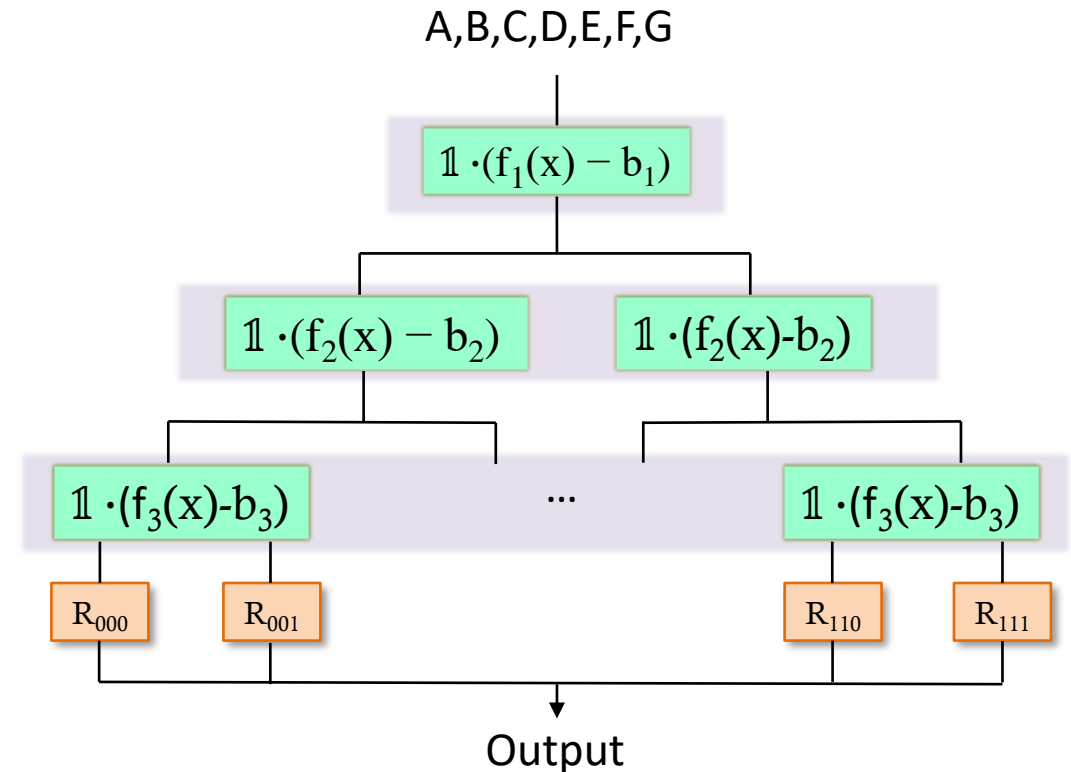 A,B,C,D,E,F,G
𝟙 ·(f₁(x) − b₁)
𝟙 ·(f₂(x) − b₂) 𝟙 ·(f₂(x)-b₂)
𝟙 ·(f₃(x)-b₃) ... 𝟙 ·(f₃(x)-b₃)
R₀₀₀ R₀₀₁ R₁₁₀ R₁₁₁
Output